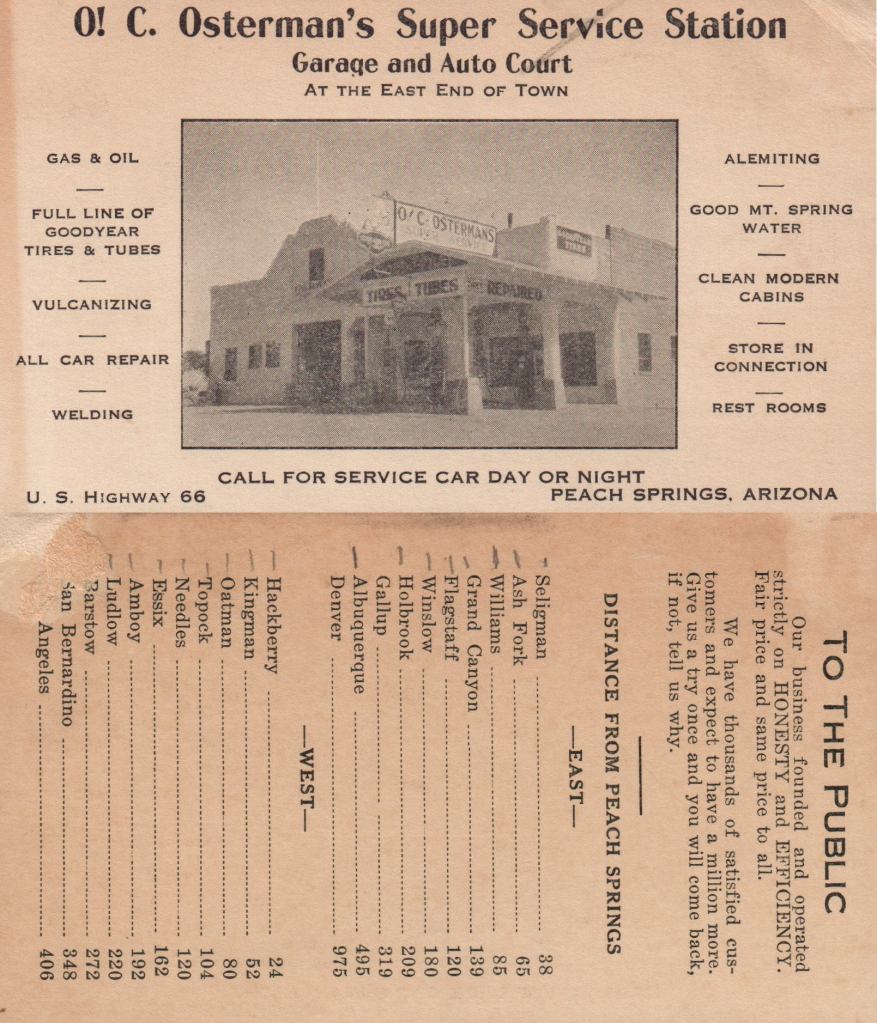 O! C. Osterman's Super Service Station
Garage and Auto Court
AT THE EAST END OF TOWN
GAS & OIL
FULL LINE OF
GOODYEAR
TIRES & TUBES
VULCANIZING
ALL CAR REPAIR
WELDING
O! C. OSTERMANS
SUPER SERVICE
TIRES TUBES REPAIRED
ALEMITING
GOOD MT. SPRING
WATER
CLEAN MODERN
CABINS
STORE IN
CONNECTION
REST ROOMS
CALL FOR SERVICE CAR DAY OR NIGHT
U. S. HIGHWAY 66
PEACH SPRINGS, ARIZONA
TO THE PUBLIC
Our business founded and operated
strictly on HONESTY and EFFICIENCY.
Fair price and same price to all.
We have thousands of satisfied cus-
tomers and expect to have a million more.
Give us a try once and you will come back,
if not, tell us why.
DISTANCE FROM PEACH SPRINGS
—EAST—
Seligman 38
Ash Fork 65
Williams 85
Grand Canyon 139
Flagstaff 120
Winslow 180
Holbrook 209
Gallup 319
Albuquerque 495
Denver 975
—WEST—
Hackberry 24
Kingman 52
Oatman 80
Topock 104
Needles 120
Essix 162
Amboy 192
Ludlow 220
Barstow 272
San Bernardino 348
Angeles 406